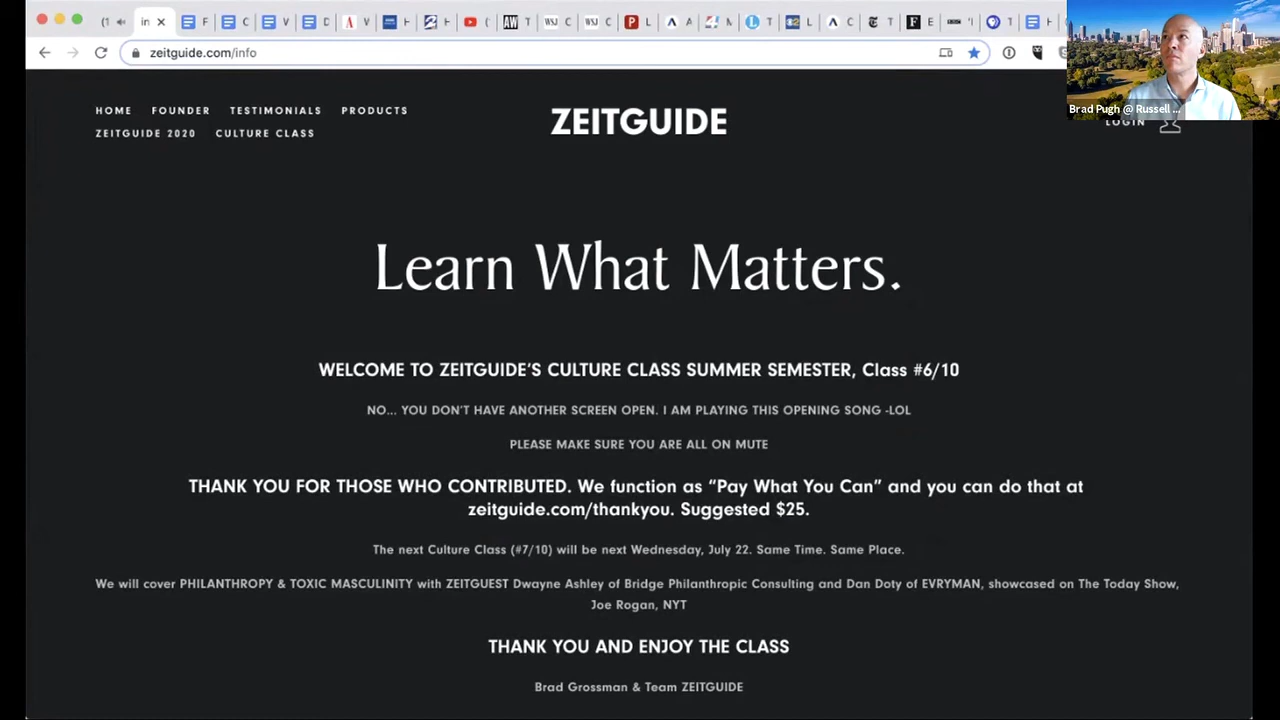 in
zeitguide.com/info
Brad Pugh @ Russell ...
HOME FOUNDER TESTIMONIALS PRODUCTS
ZEITGUIDE 2020 CULTURE CLASS
ZEITGUIDE
LOGIN
Learn What Matters.
WELCOME TO ZEITGUIDE'S CULTURE CLASS SUMMER SEMESTER, Class #6/10
NO... YOU DON'T HAVE ANOTHER SCREEN OPEN. I AM PLAYING THIS OPENING SONG -LOL
PLEASE MAKE SURE YOU ARE ALL ON MUTE
THANK YOU FOR THOSE WHO CONTRIBUTED. We function as “Pay What You Can” and you can do that at
zeitguide.com/thankyou. Suggested $25.
The next Culture Class (#7/10) will be next Wednesday, July 22. Same Time. Same Place.
We will cover PHILANTHROPY & TOXIC MASCULINITY with ZEITGUEST Dwayne Ashley of Bridge Philanthropic Consulting and Dan Doty of EVRYMAN, showcased on The Today Show,
Joe Rogan, NYT
THANK YOU AND ENJOY THE CLASS
Brad Grossman & Team ZEITGUIDE